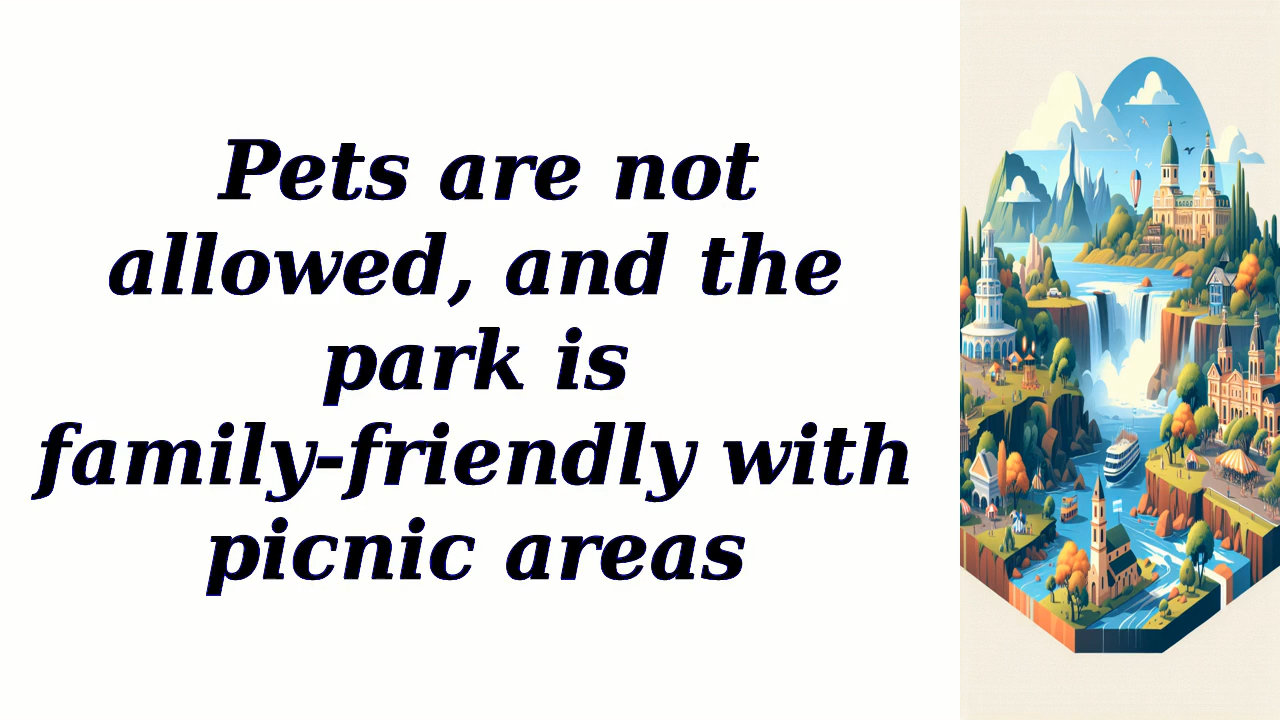 Pets are not
allowed, and the
park is
family-friendly with
picnic areas